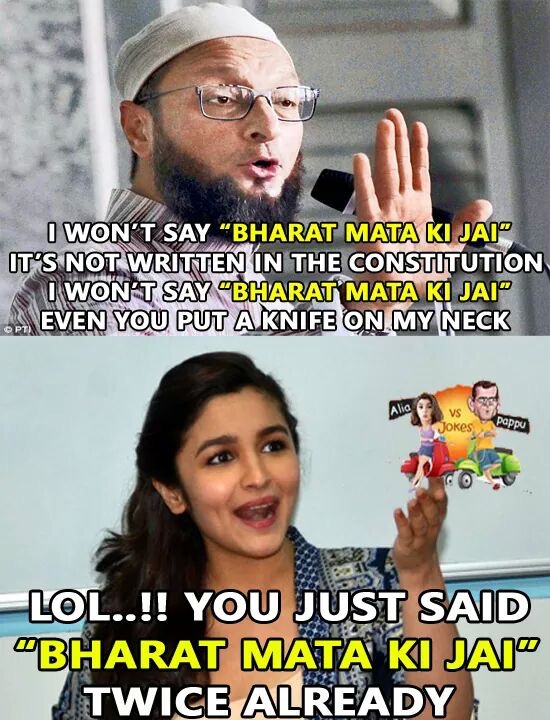 I WON'T SAY “BHARAT MATA KI JAI”
IT'S NOT WRITTEN IN THE CONSTITUTION
I WON'T SAY “BHARAT MATA KI JAI”
EVEN YOU PUT A KNIFE ON MY NECK
© PTI
Alia
VS
Jokes
Pappu
LOL..!! YOU JUST SAID
“BHARAT MATA KI JAI”
TWICE ALREADY